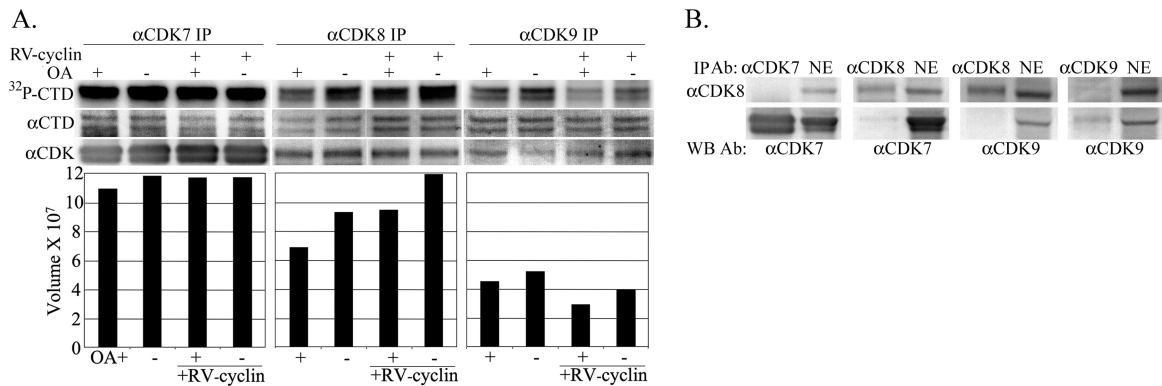 A.
αCDK7 IP αCDK8 IP αCDK9 IP
RV-cyclin + + + + + +
OA + - + - + - + - + - + -
³²P-CTD
αCTD
αCDK
12
10
8
6
4
2
0
Volume X 10⁷
OA+ - + - + - + - + - + -
+RV-cyclin +RV-cyclin +RV-cyclin
B.
IP Ab: αCDK7 NE αCDK8 NE αCDK8 NE αCDK9 NE
αCDK8
WB Ab: αCDK7 αCDK7 αCDK9 αCDK9